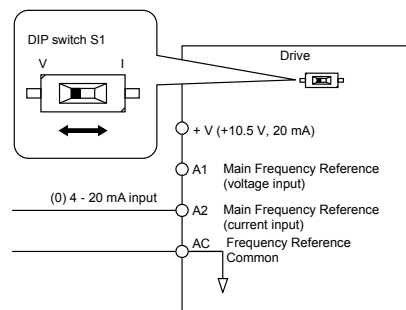 DIP switch S1
V I
Drive
+ V (+10.5 V, 20 mA)
A1 Main Frequency Reference
(voltage input)
(0) 4 - 20 mA input
A2 Main Frequency Reference
(current input)
AC Frequency Reference
Common